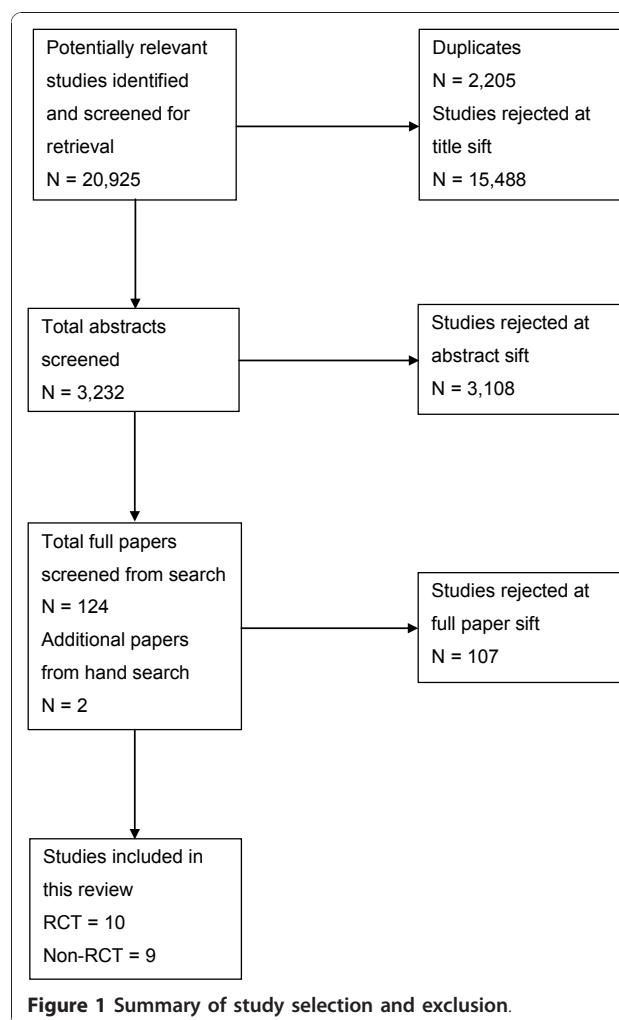 Potentially relevant
studies identified
and screened for
retrieval
N = 20,925
Duplicates
N = 2,205
Studies rejected at
title sift
N = 15,488
Total abstracts
screened
N = 3,232
Studies rejected at
abstract sift
N = 3,108
Total full papers
screened from search
N = 124
Additional papers
from hand search
N = 2
Studies rejected at
full paper sift
N = 107
Studies included in
this review
RCT = 10
Non-RCT = 9
Figure 1 Summary of study selection and exclusion.